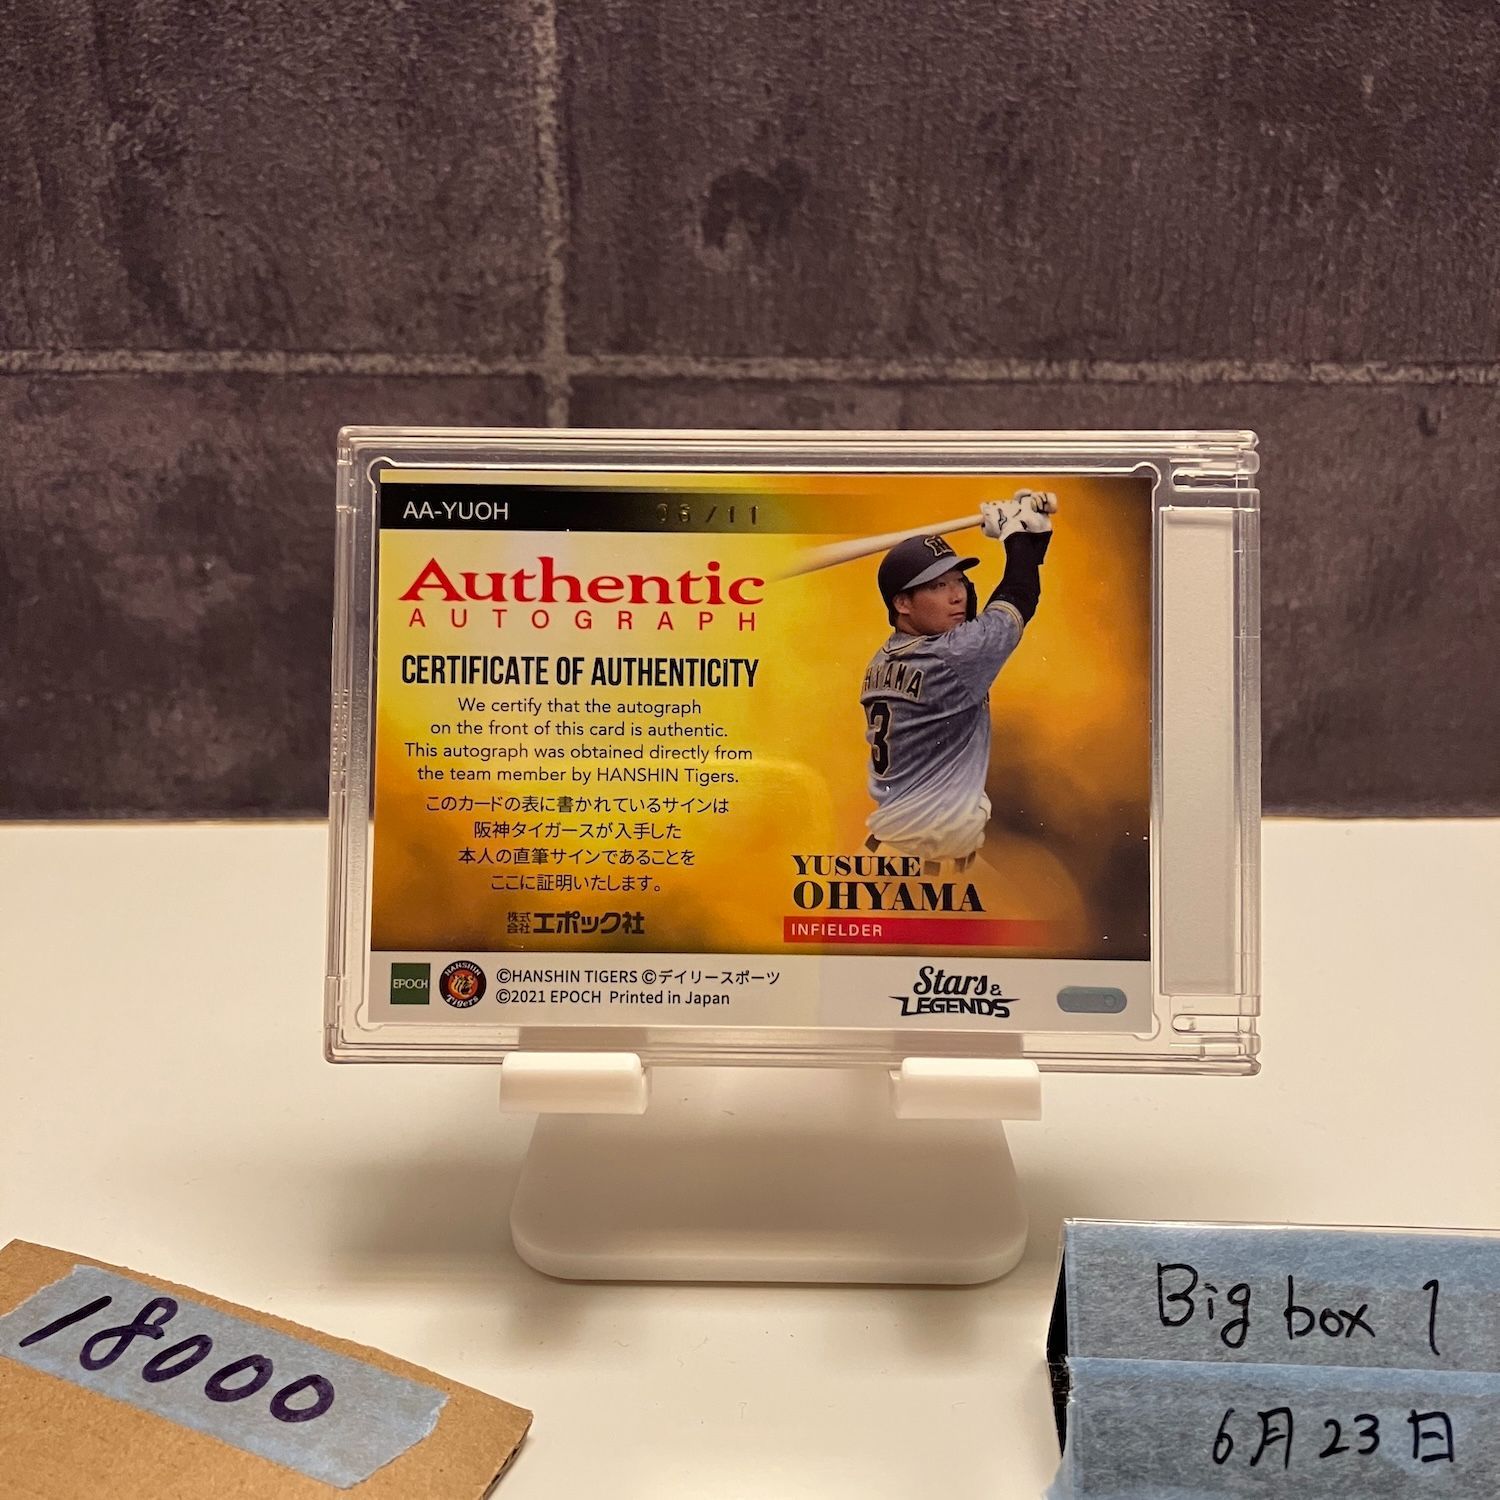 AA-YUOH
03/11
Authentic
AUTOGRAPH
CERTIFICATE OF AUTHENTICITY
We certify that the autograph
on the front of this card is authentic.
This autograph was obtained directly from
the team member by HANSHIN Tigers.
このカードの表に書かれているサインは
阪神タイガースが入手した
本人の直筆サインであることを
ここに証明いたします。
株式会社エポック社
HYAMA
3
YUSUKE
OHYAMA
INFIELDER
EPOCH
HANSHIN
Tigers
©HANSHIN TIGERS ©デイリースポーツ
©2021 EPOCH Printed in Japan
Stars &
LEGENDS
18000
Big box 1
6月23日